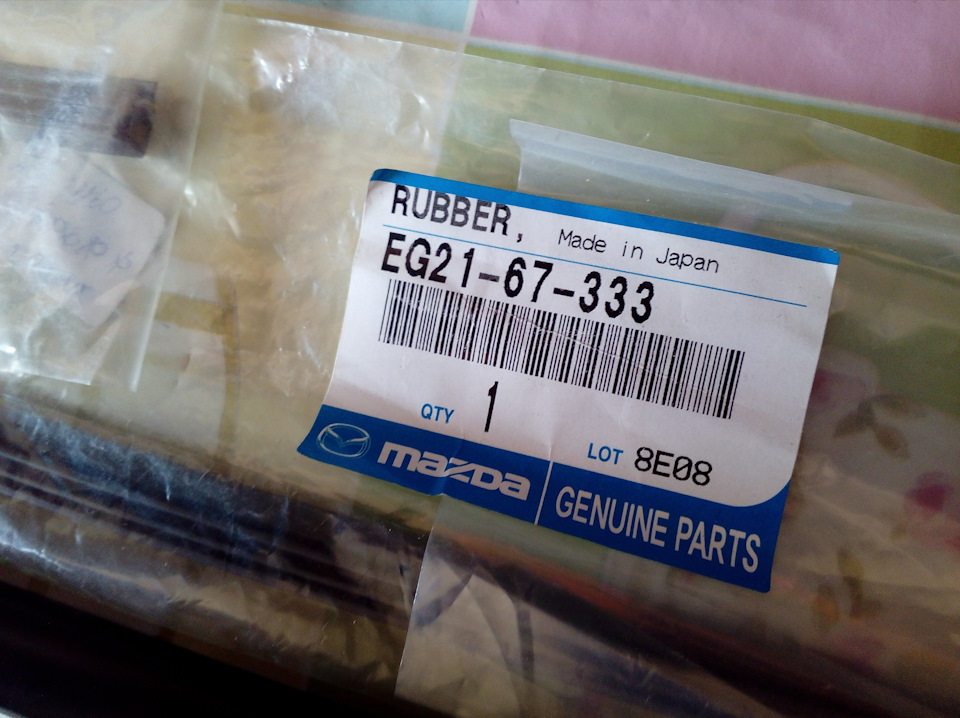 RUBBER, Made in Japan
EG21-67-333
QTY 1
LOT 8E08
mazda GENUINE PARTS